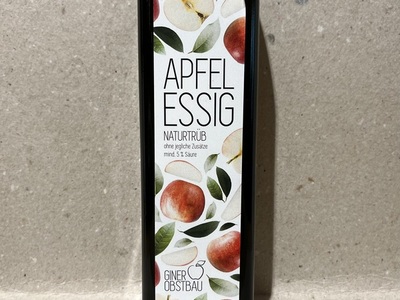 APFEL
ESSIG
NATURTRÜB
ohne jegliche Zusätze
mind. 5 % Säure
GINER
OBSTBAU